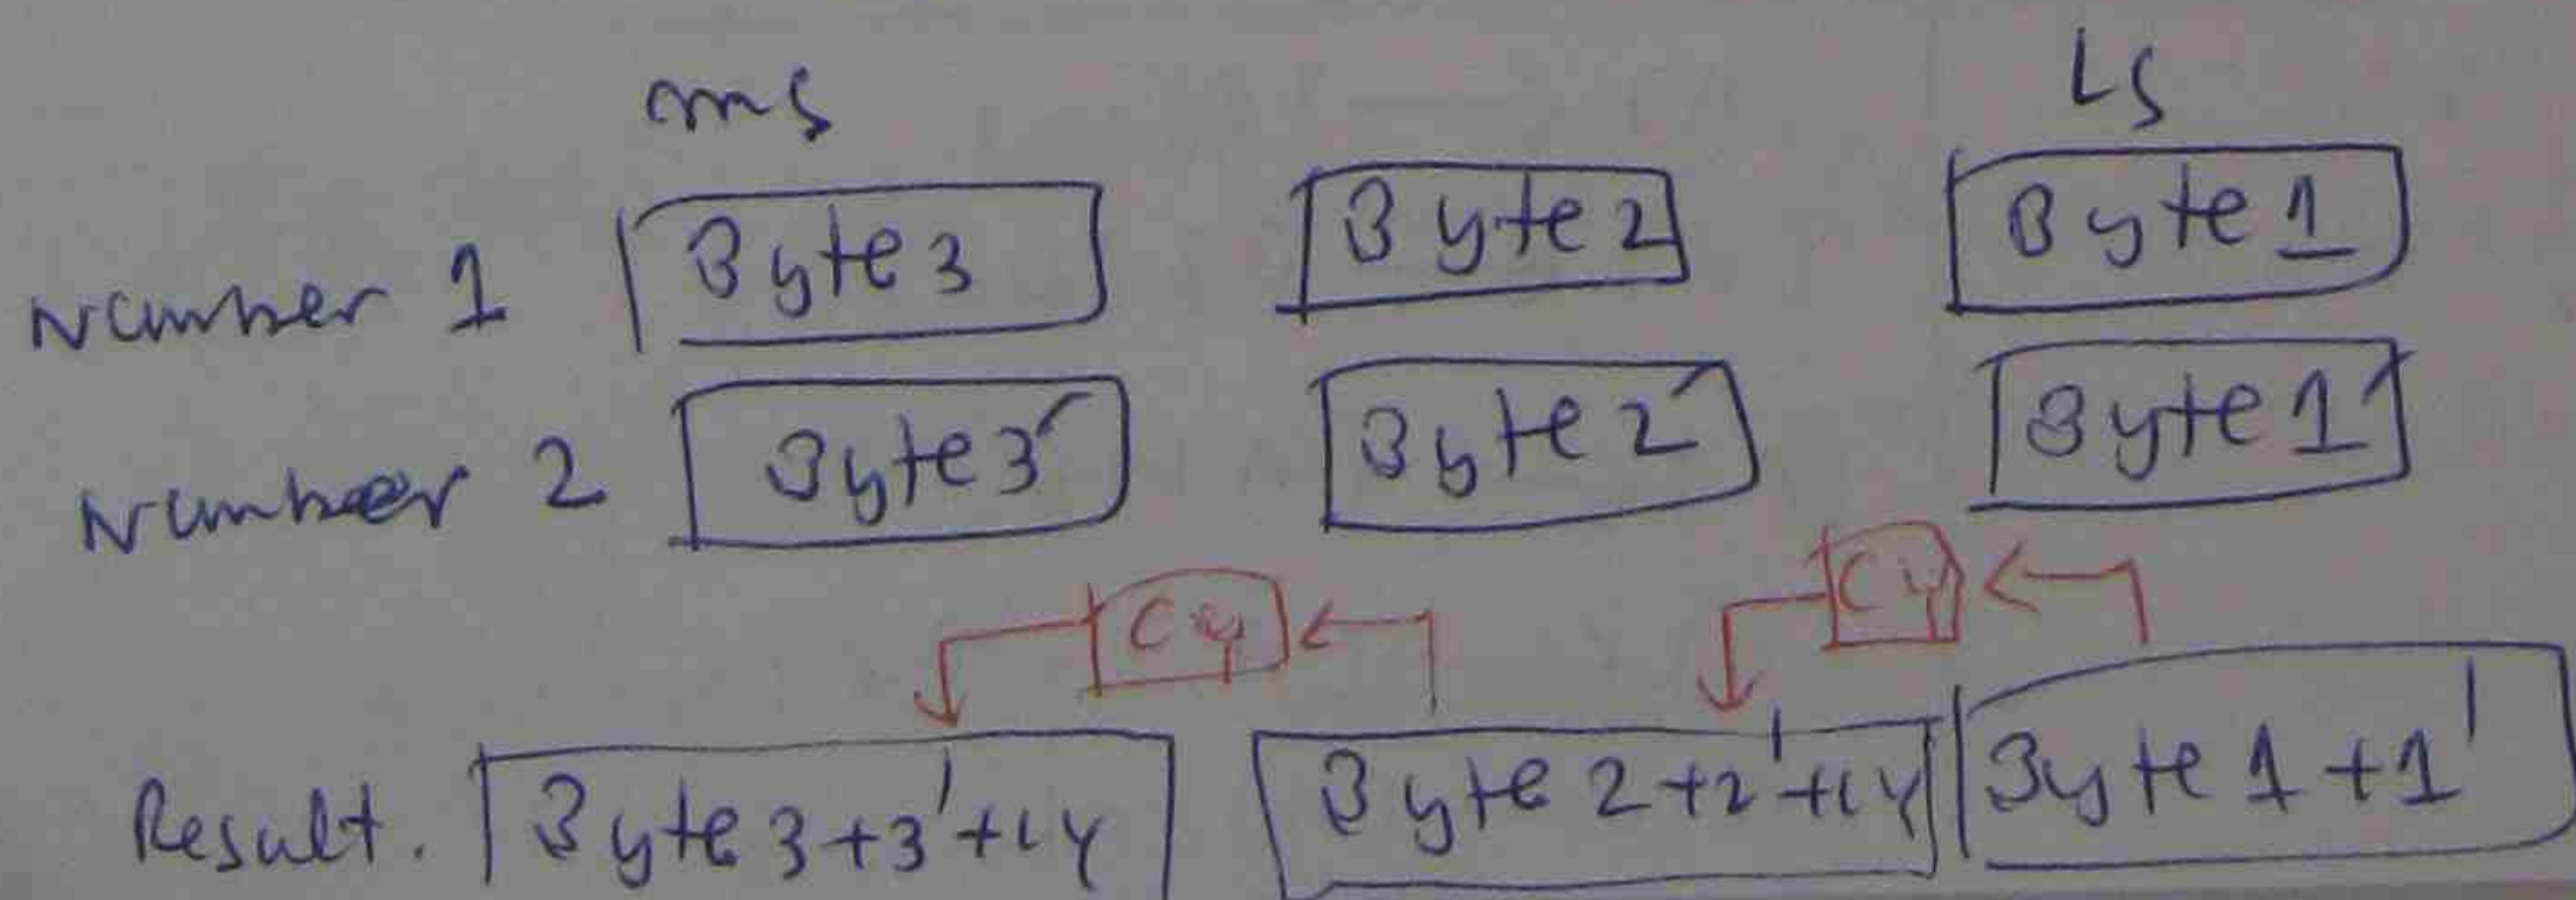 ms LS
Number 1 Byte 3 Byte 2 Byte 1
Number 2 Byte 3' Byte 2' Byte 1'
Cy Cy
Result. Byte 3+3'+cy Byte 2+2'+cy Byte 1+1'